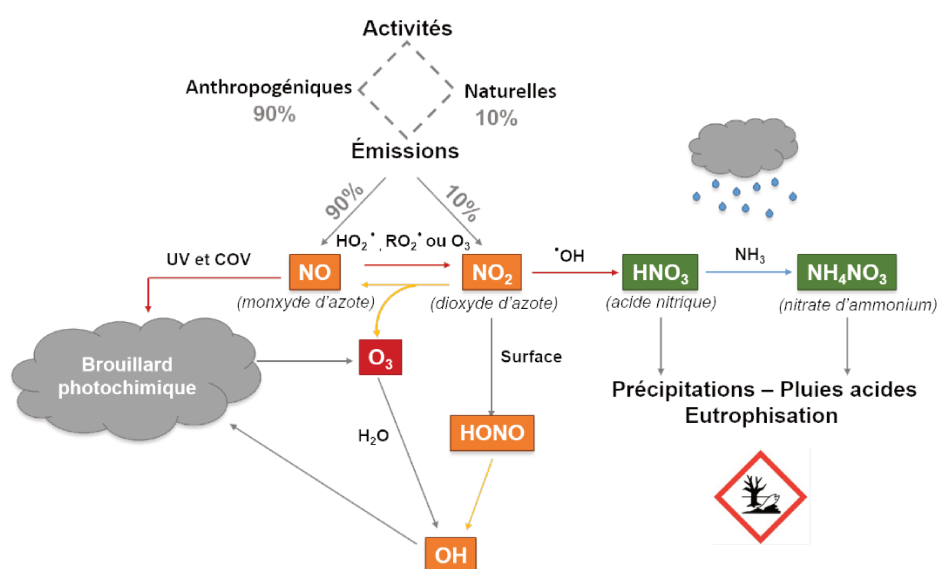 Activités
Anthropogéniques
90%
Naturelles
10%
Émissions
90%
10%
UV et COV
NO
(monxyde d'azote)
HO₂•, RO₂• ou O₃
NO₂
(dioxyde d'azote)
•OH
HNO₃
(acide nitrique)
NH₃
NH₄NO₃
(nitrate d'ammonium)
Brouillard
photochimique
O₃
Surface
Précipitations – Pluies acides
Eutrophisation
H₂O
HONO
OH